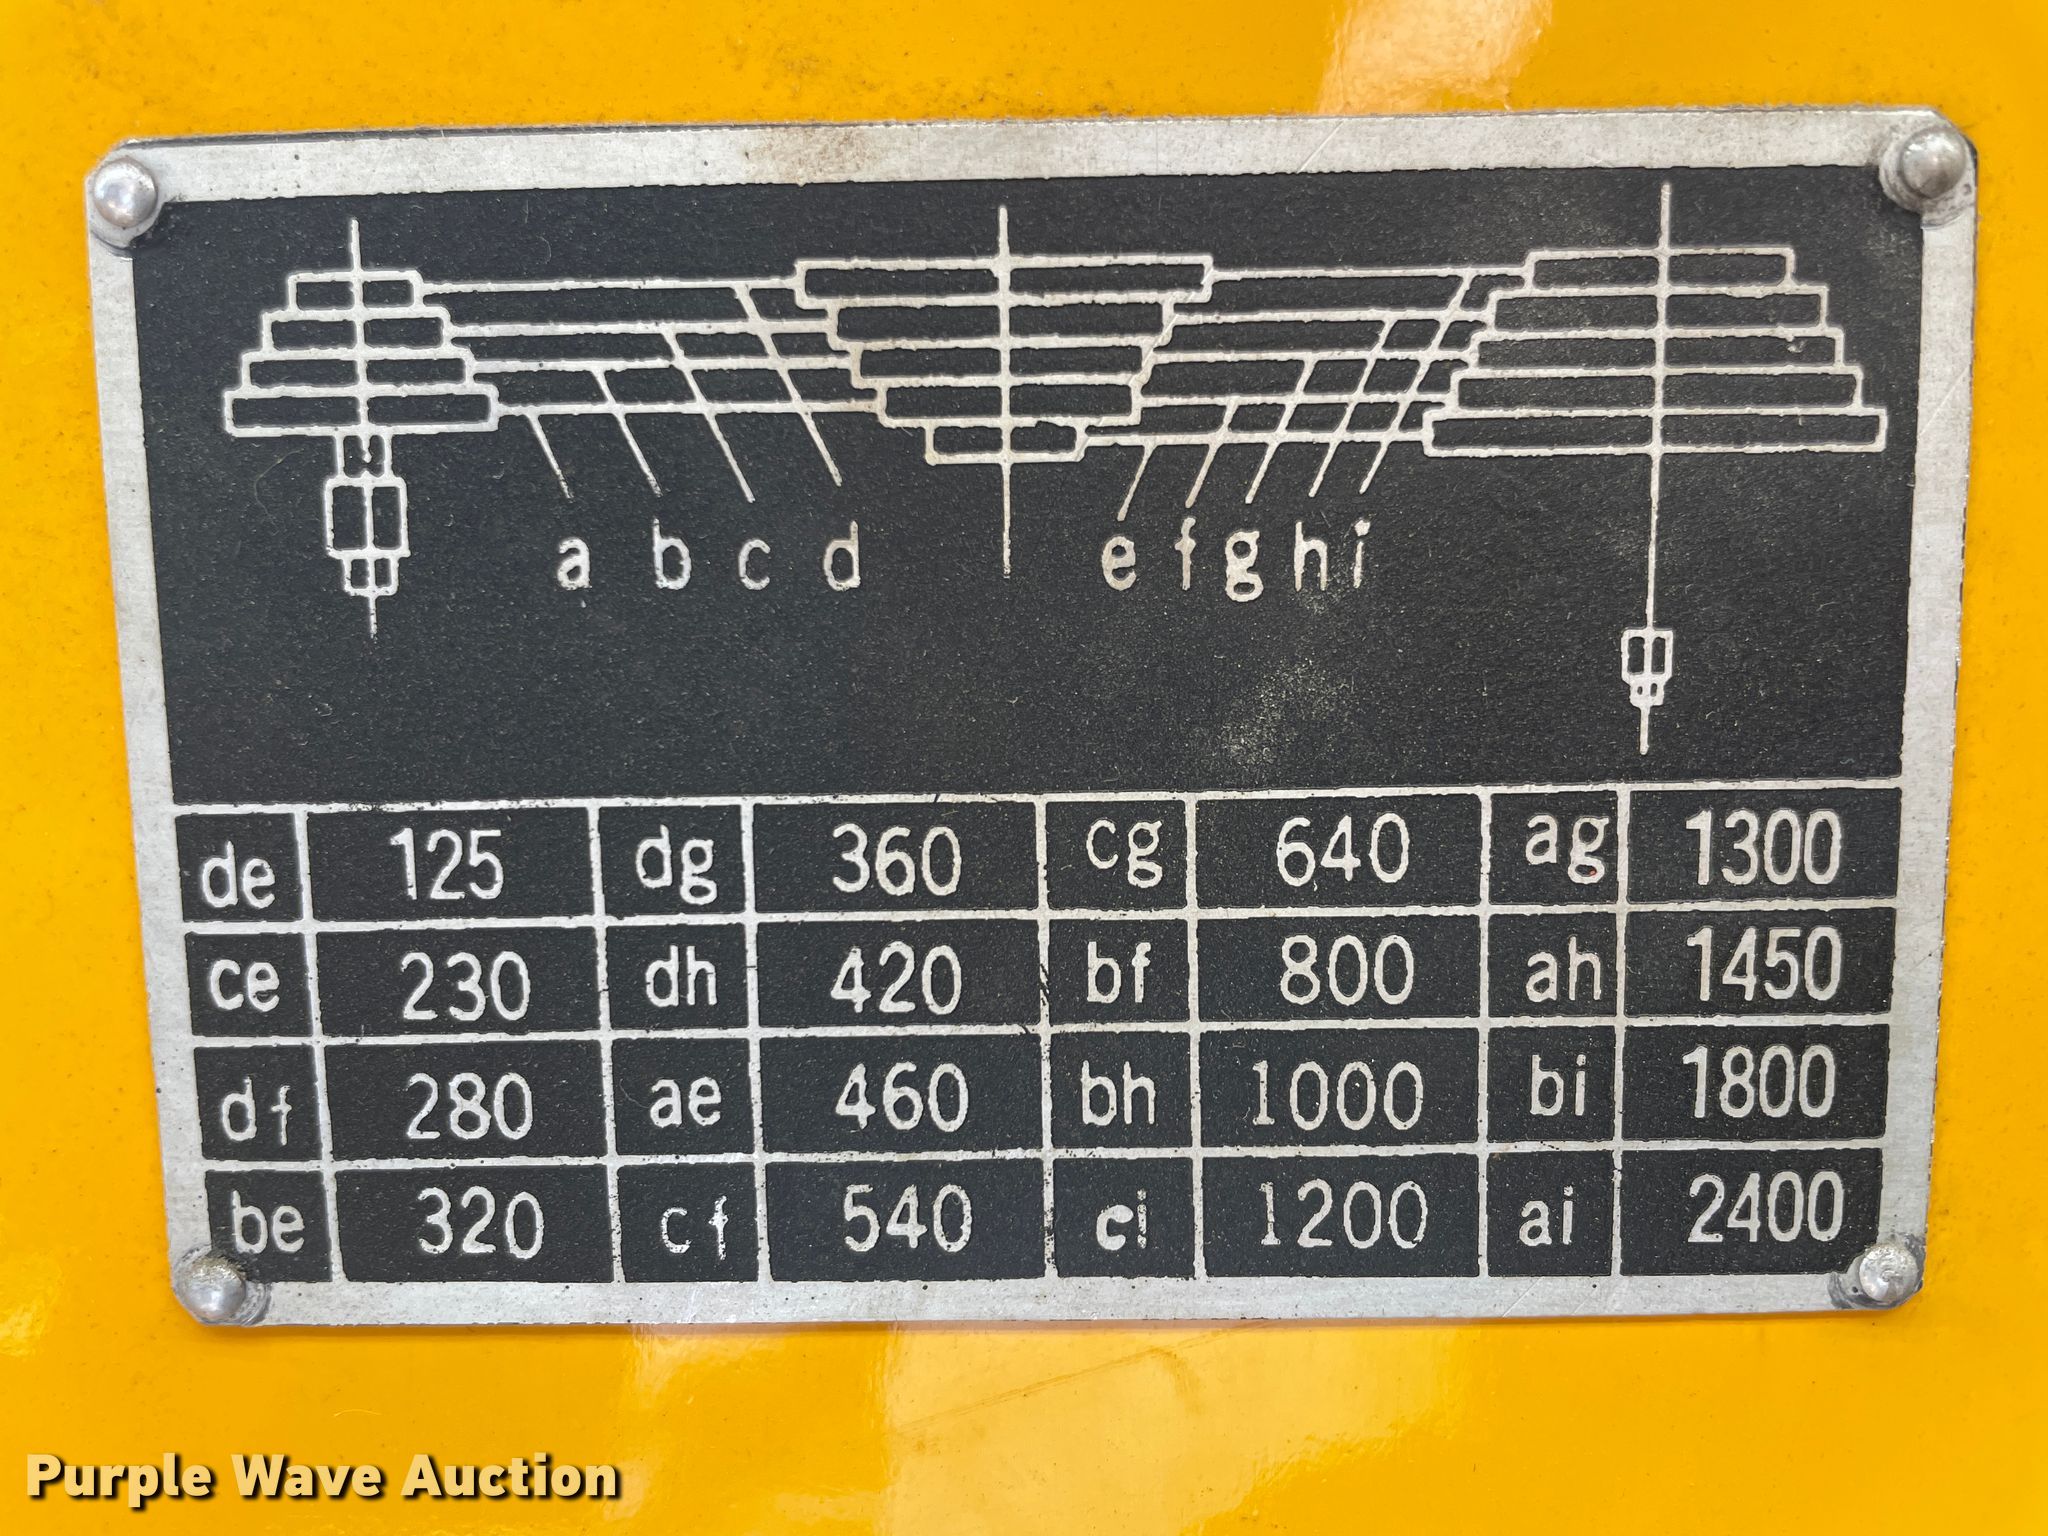 a b c d e f g h i
de 125 dg 360 cg 640 ag 1300
ce 230 dh 420 bf 800 ah 1450
df 280 ae 460 bh 1000 bi 1800
be 320 cf 540 ci 1200 ai 2400
Purple Wave Auction